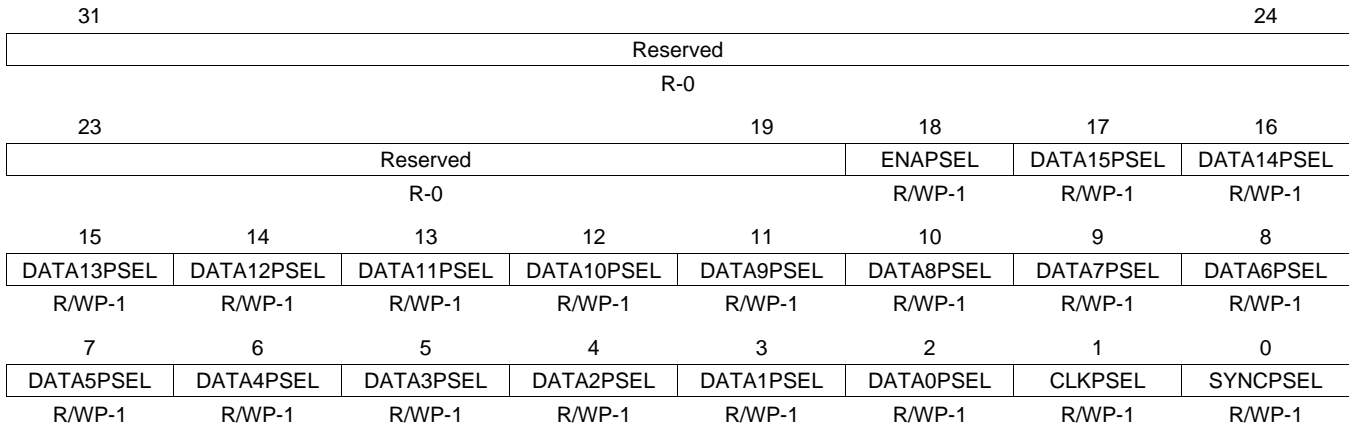 31 24
Reserved
R-0
23 19 18 17 16
Reserved ENAPSEL DATA15PSEL DATA14PSEL
R-0 R/WP-1 R/WP-1 R/WP-1
15 14 13 12 11 10 9 8
DATA13PSEL DATA12PSEL DATA11PSEL DATA10PSEL DATA9PSEL DATA8PSEL DATA7PSEL DATA6PSEL
R/WP-1 R/WP-1 R/WP-1 R/WP-1 R/WP-1 R/WP-1 R/WP-1 R/WP-1
7 6 5 4 3 2 1 0
DATA5PSEL DATA4PSEL DATA3PSEL DATA2PSEL DATA1PSEL DATA0PSEL CLKPSEL SYNCPSEL
R/WP-1 R/WP-1 R/WP-1 R/WP-1 R/WP-1 R/WP-1 R/WP-1 R/WP-1